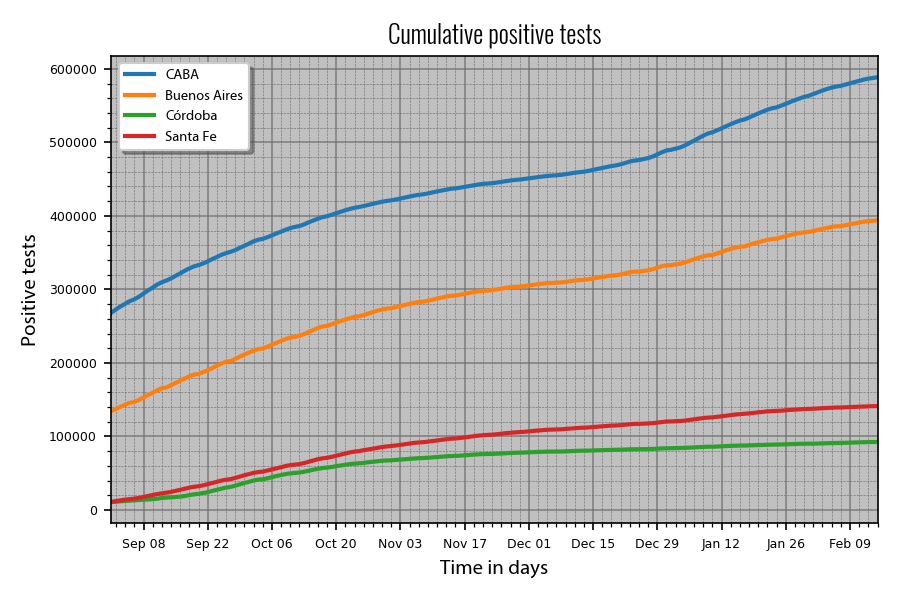 Cumulative positive tests
CABA
Buenos Aires
Córdoba
Santa Fe
Positive tests
600000
500000
400000
300000
200000
100000
0
Sep 08 Sep 22 Oct 06 Oct 20 Nov 03 Nov 17 Dec 01 Dec 15 Dec 29 Jan 12 Jan 26 Feb 09
Time in days